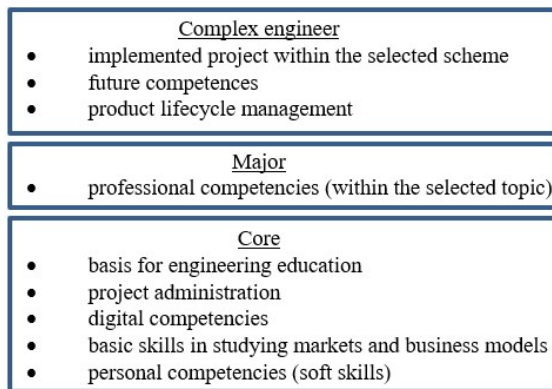 Complex engineer
• implemented project within the selected scheme
• future competences
• product lifecycle management
Major
• professional competencies (within the selected topic)
Core
• basis for engineering education
• project administration
• digital competencies
• basic skills in studying markets and business models
• personal competencies (soft skills)